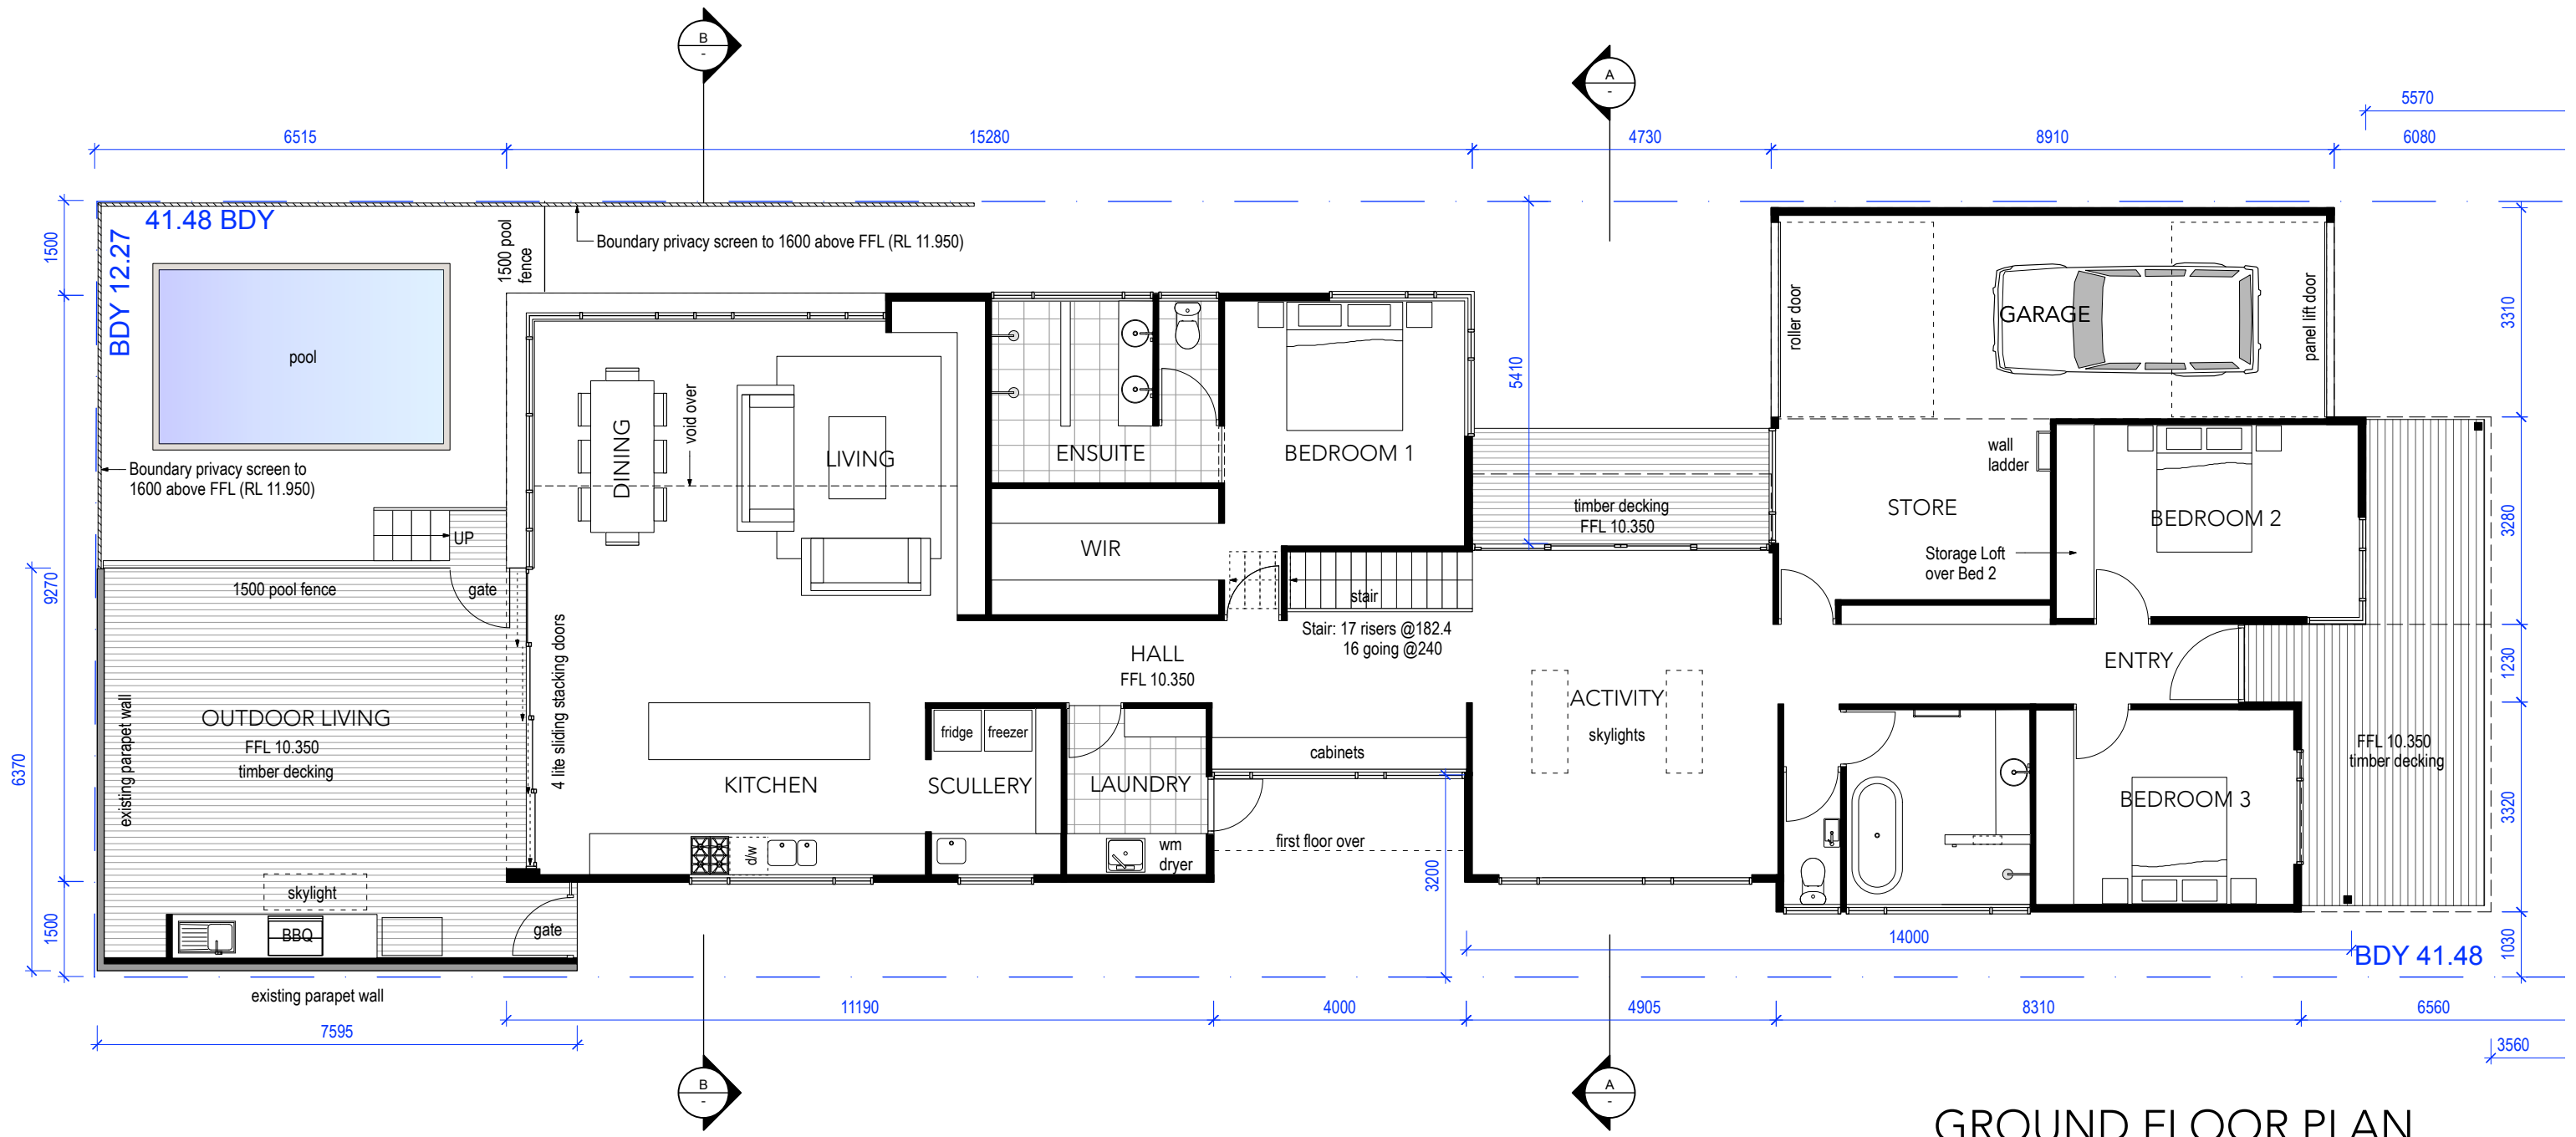 B
-
A
-
5570
6515
15280
4730
8910
6080
41.48 BDY
BDY 12.27
1500
1500 pool
fence
Boundary privacy screen to 1600 above FFL (RL 11.950)
pool
Boundary privacy screen to
1600 above FFL (RL 11.950)
UP
1500 pool fence
gate
9270
6370
1500
DINING
void over
LIVING
ENSUITE
WIR
BEDROOM 1
5410
timber decking
FFL 10.350
roller door
GARAGE
panel lift door
3310
wall
ladder
STORE
BEDROOM 2
Storage Loft
over Bed 2
3280
stair
Stair: 17 risers @182.4
16 going @240
HALL
FFL 10.350
ENTRY
1230
existing parapet wall
OUTDOOR LIVING
FFL 10.350
timber decking
4 lite sliding stacking doors
KITCHEN
fridge
freezer
SCULLERY
LAUNDRY
cabinets
ACTIVITY
skylights
FFL 10.350
timber decking
BEDROOM 3
3320
d/w
wm
dryer
first floor over
3200
skylight
BBQ
gate
14000
BDY 41.48
1030
existing parapet wall
7595
11190
4000
4905
8310
6560
3560
B
-
A
-
GROUND FLOOR PLAN